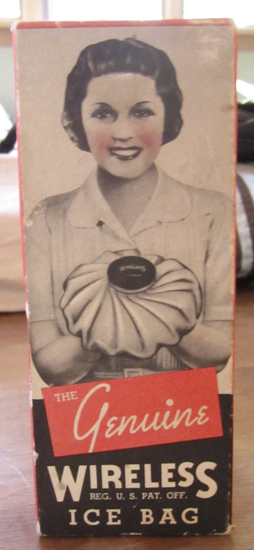 WIRELESS
THE
Genuine
WIRELESS
REG. U. S. PAT. OFF.
ICE BAG